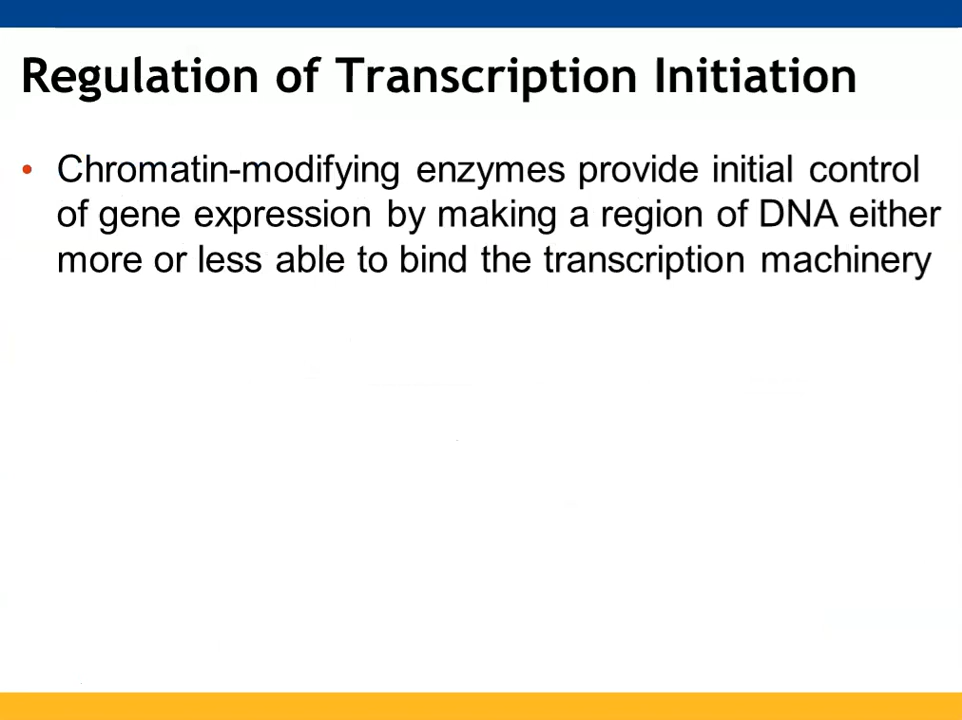 Regulation of Transcription Initiation
• Chromatin-modifying enzymes provide initial control
of gene expression by making a region of DNA either
more or less able to bind the transcription machinery